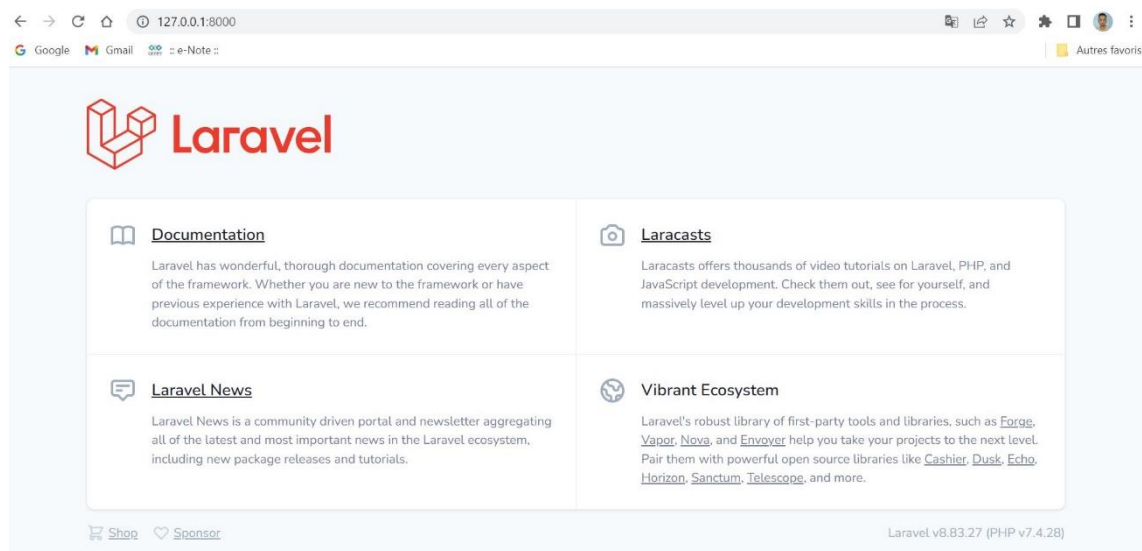 127.0.0.1:8000
Google Gmail :: e-Note :: Autres favoris
Laravel
Documentation
Laravel has wonderful, thorough documentation covering every aspect
of the framework. Whether you are new to the framework or have
previous experience with Laravel, we recommend reading all of the
documentation from beginning to end.
Laracasts
Laracasts offers thousands of video tutorials on Laravel, PHP, and
JavaScript development. Check them out, see for yourself, and
massively level up your development skills in the process.
Laravel News
Laravel News is a community driven portal and newsletter aggregating
all of the latest and most important news in the Laravel ecosystem,
including new package releases and tutorials.
Vibrant Ecosystem
Laravel's robust library of first-party tools and libraries, such as Forge,
Vapor, Nova, and Envoyer help you take your projects to the next level.
Pair them with powerful open source libraries like Cashier, Dusk, Echo,
Horizon, Sanctum, Telescope, and more.
Shop Sponsor
Laravel v8.83.27 (PHP v7.4.28)